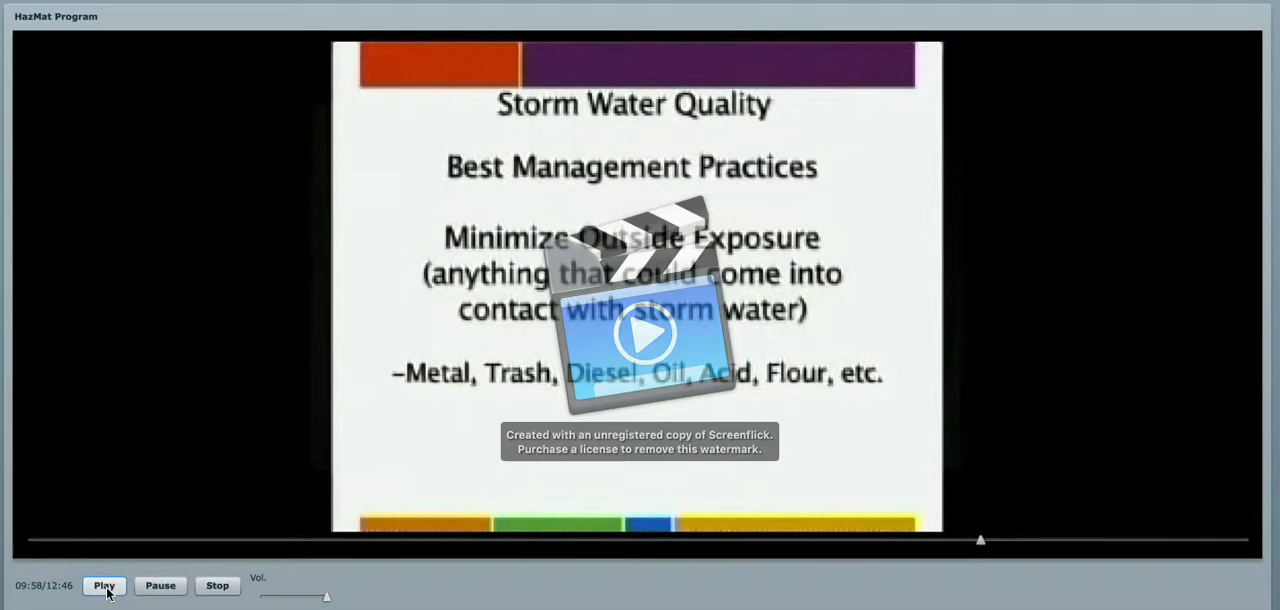 HazMat Program
Storm Water Quality
Best Management Practices
Minimize Outside Exposure
(anything that could come into
contact with storm water)
–Metal, Trash, Diesel, Oil, Acid, Flour, etc.
Created with an unregistered copy of Screenflick.
Purchase a license to remove this watermark.
09:58/12:46 Play Pause Stop Vol.